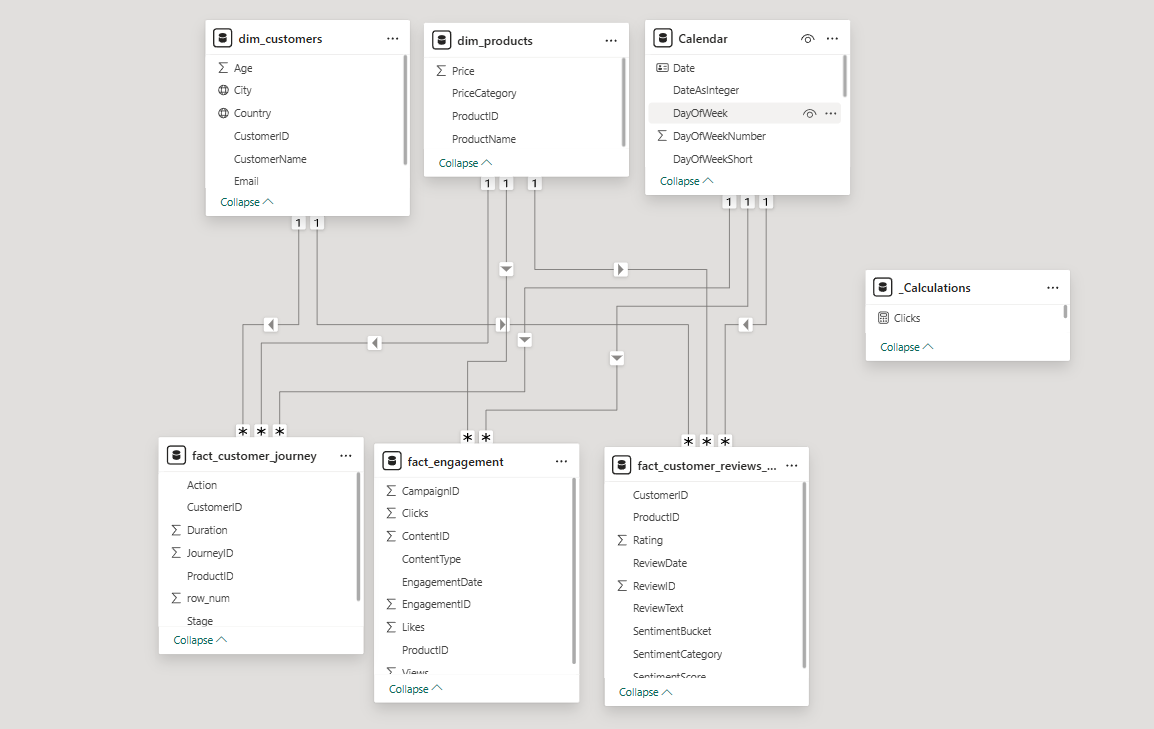 dim_customers
Age
City
Country
CustomerID
CustomerName
Email
Collapse
dim_products
Price
PriceCategory
ProductID
ProductName
Collapse
Calendar
Date
DateAsInteger
DayOfWeek
DayOfWeekNumber
DayOfWeekShort
Collapse
1
1
1
1
1
1
1
1
_Calculations
Clicks
Collapse
*
*
*
*
*
*
*
*
fact_customer_journey
Action
CustomerID
Duration
JourneyID
ProductID
row_num
Stage
Collapse
fact_engagement
CampaignID
Clicks
ContentID
ContentType
EngagementDate
EngagementID
Likes
ProductID
Views
Collapse
fact_customer_reviews_...
CustomerID
ProductID
Rating
ReviewDate
ReviewID
ReviewText
SentimentBucket
SentimentCategory
SentimentScore
Collapse